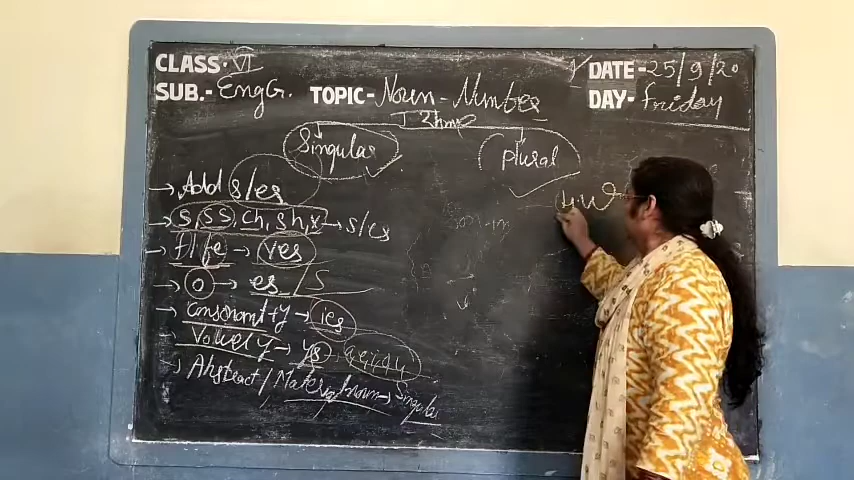 CLASS- VI
SUB.- EngG. TOPIC- Noun - Number
DATE - 25/9/20
DAY- Friday
Singular
Plural
→ Add s/es
→ s, ss, ch, sh, x → s/es
→ f/fe → ves
→ o → es / s
→ consonant + y → ies
→ Vowel y → ys
→ Abstract / Material noun → Singular
H.W